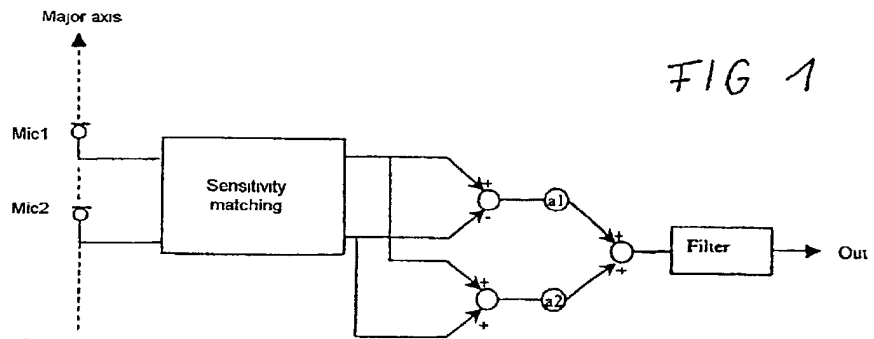 Major axis
FIG 1
Mic1
Sensitivity
matching
+
-
a1
Mic2
+
+
Filter
Out
+
+
a2